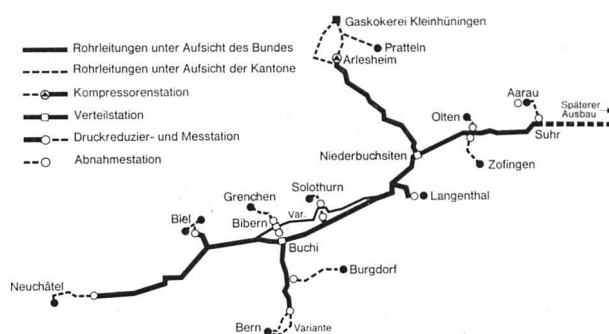 Gaskokerei Kleinhüningen
Pratteln
Arlesheim
Rohrleitungen unter Aufsicht des Bundes
Rohrleitungen unter Aufsicht der Kantone
Kompressorenstation
Verteilstation
Druckreduzier- und Messtation
Abnahmestation
Aarau
Späterer
Ausbau
Olten
Suhr
Niederbuchsiten
Zofingen
Solothurn
Langenthal
Grenchen
Var.
Biel
Bibern
Buchi
Burgdorf
Neuchâtel
Bern
Variante